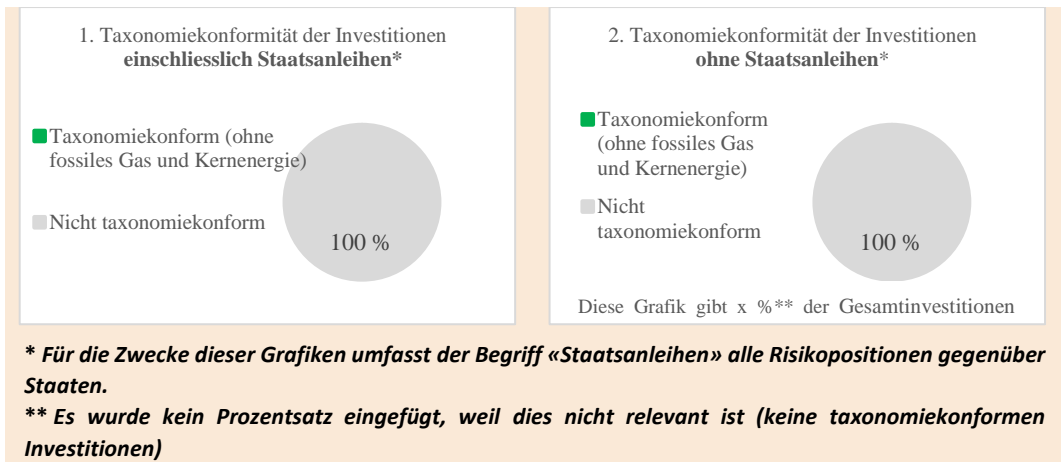 1. Taxonomiekonformität der Investitionen
einschliesslich Staatsanleihen*
Taxonomiekonform (ohne
fossiles Gas und Kernenergie)
Nicht taxonomiekonform
100 %
2. Taxonomiekonformität der Investitionen
ohne Staatsanleihen*
Taxonomiekonform
(ohne fossiles Gas
und Kernenergie)
Nicht
taxonomiekonform
100 %
Diese Grafik gibt x %** der Gesamtinvestitionen
* Für die Zwecke dieser Grafiken umfasst der Begriff «Staatsanleihen» alle Risikopositionen gegenüber
Staaten.
** Es wurde kein Prozentsatz eingefügt, weil dies nicht relevant ist (keine taxonomiekonformen
Investitionen)